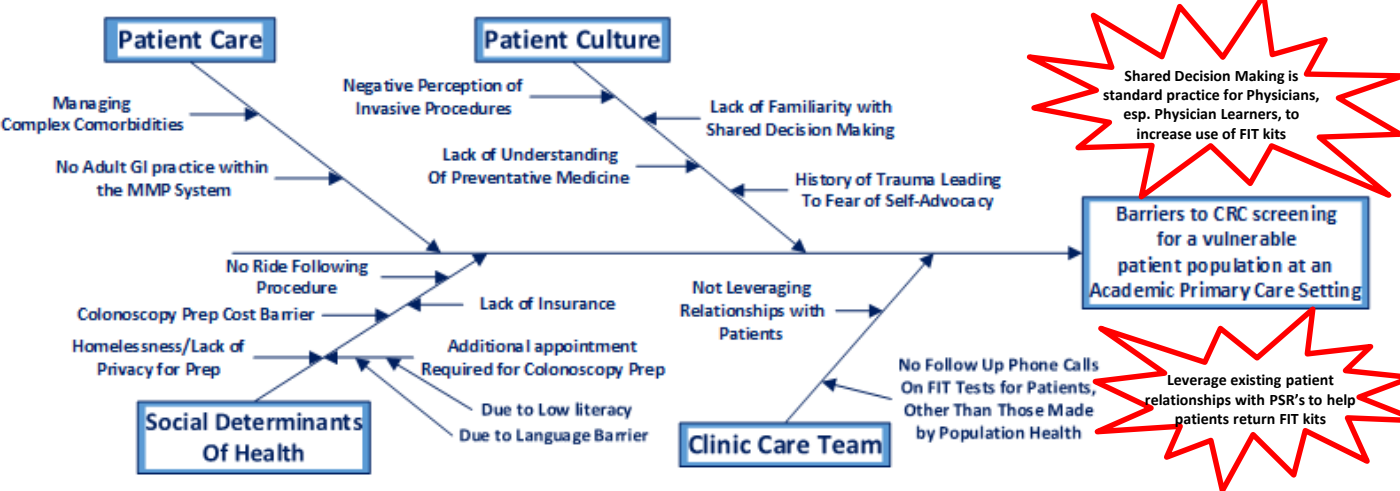 Patient Care
Managing
Complex Comorbidities
No Adult GI practice within
the MMP System
Patient Culture
Negative Perception of
Invasive Procedures
Lack of Familiarity with
Shared Decision Making
Lack of Understanding
Of Preventative Medicine
History of Trauma Leading
To Fear of Self-Advocacy
Shared Decision Making is
standard practice for Physicians,
esp. Physician Learners, to
increase use of FIT kits
Barriers to CRC screening
for a vulnerable
patient population at an
Academic Primary Care Setting
No Ride Following
Procedure
Lack of Insurance
Colonoscopy Prep Cost Barrier
Homelessness/Lack of
Privacy for Prep
Additional appointment
Required for Colonoscopy Prep
Due to Low literacy
Due to Language Barrier
Social Determinants
Of Health
Not Leveraging
Relationships with
Patients
No Follow Up Phone Calls
On FIT Tests for Patients,
Other Than Those Made
by Population Health
Clinic Care Team
Leverage existing patient
relationships with PSR's to help
patients return FIT kits